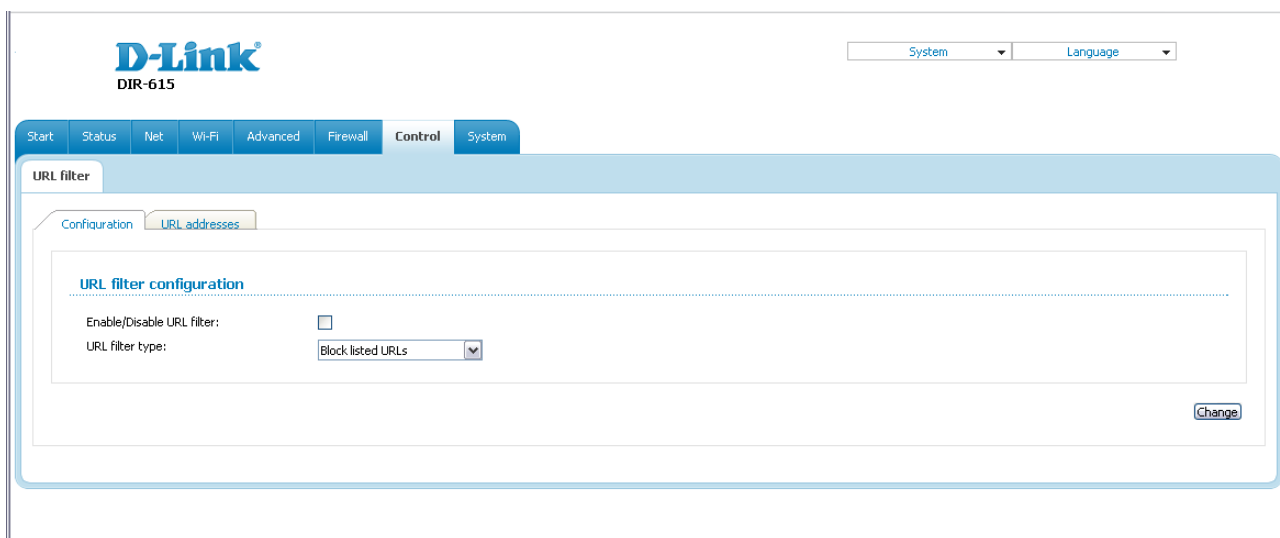 D-Link®
DIR-615
System Language
Start Status Net Wi-Fi Advanced Firewall Control System
URL filter
Configuration URL addresses
URL filter configuration
Enable/Disable URL filter:
URL filter type: Block listed URLs
Change